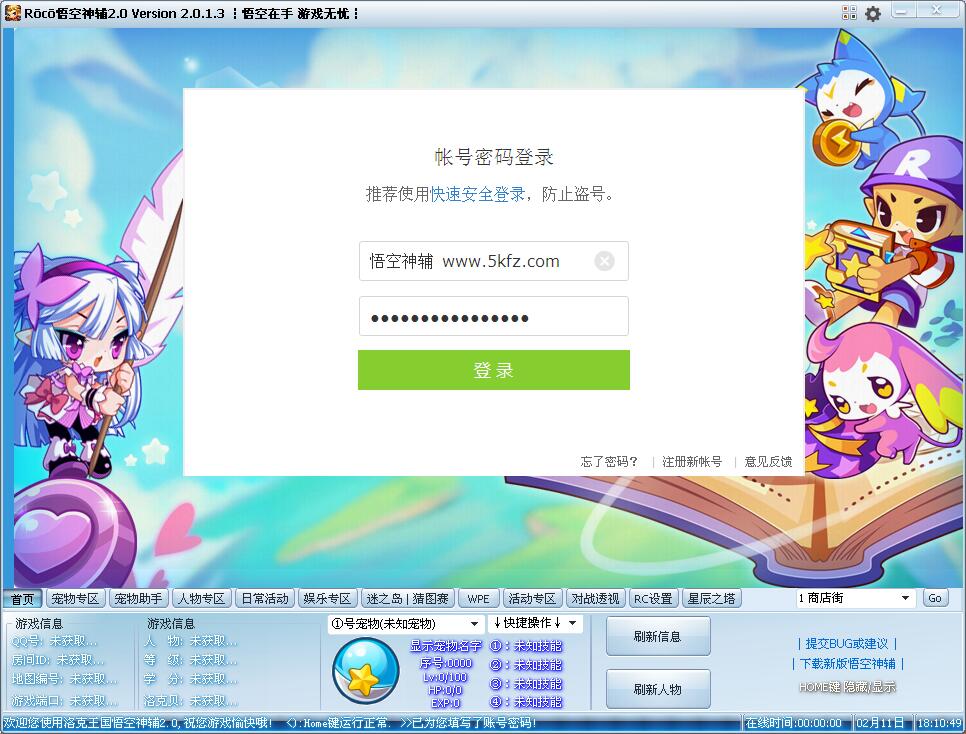 Rōcō悟空神辅2.0 Version 2.0.1.3 ┆悟空在手 游戏无忧┆
帐号密码登录
推荐使用快速安全登录，防止盗号。
悟空神辅 www.5kfz.com
●●●●●●●●●●●●●●●●
登 录
忘了密码? | 注册新帐号 | 意见反馈
R
首页 宠物专区 宠物助手 人物专区 日常活动 娱乐专区 迷之岛 | 猜图赛 WPE 活动专区 对战透视 RC设置 星辰之塔 1 商店街 Go
游戏信息
QQ号: 未获取...
房间ID: 未获取...
地图编号: 未获取...
游戏端口: 未获取...
游戏信息
人 物: 未获取...
等 级: 未获取...
学 分: 未获取...
洛克贝: 未获取...
①号宠物(未知宠物) ↓快捷操作↓
显示宠物名字
序号:0000
Lv:0/100
HP:0/0
EXP:0
①: 未知技能
②: 未知技能
③: 未知技能
④: 未知技能
刷新信息
刷新人物
| 提交BUG或建议 |
| 下载新版悟空神辅 |
HOME键 隐藏/显示
欢迎您使用洛克王国悟空神辅2.0,祝您游戏愉快哦! <):Home键运行正常. >>已为您填写了账号密码! 在线时间:00:00:00 02月11日 18:10:49